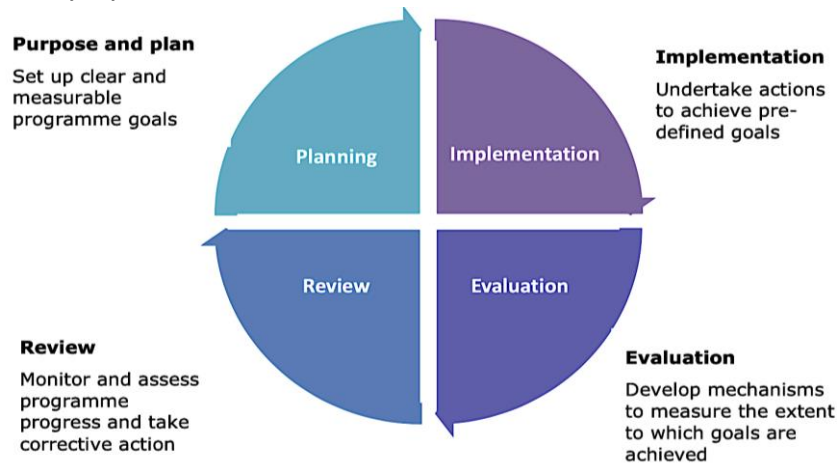 Purpose and plan
Set up clear and
measurable
programme goals
Planning
Implementation
Implementation
Undertake actions
to achieve pre-
defined goals
Review
Evaluation
Review
Monitor and assess
programme
progress and take
corrective action
Evaluation
Develop mechanisms
to measure the extent
to which goals are
achieved